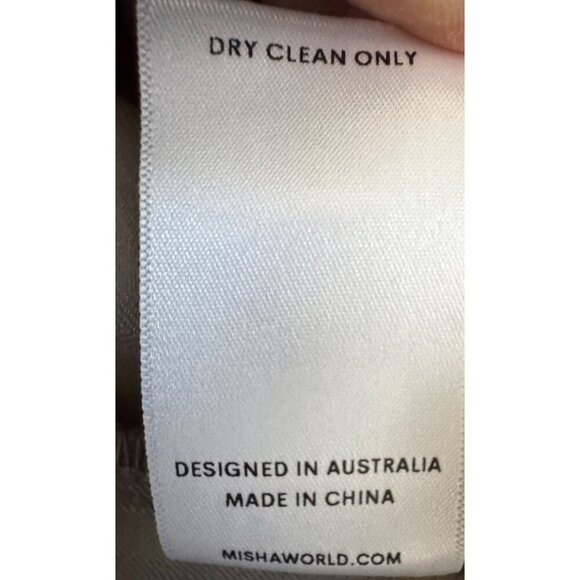 DRY CLEAN ONLY
DESIGNED IN AUSTRALIA
MADE IN CHINA
MISHAWORLD.COM